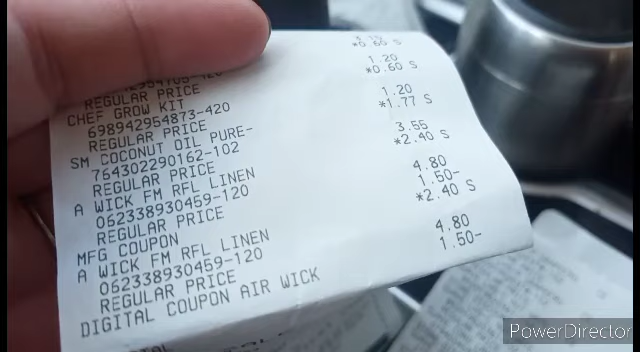 *0.60 S
REGULAR PRICE 1.20
CHEF GROW KIT
698942954873-420 *0.60 S
REGULAR PRICE 1.20
SM COCONUT OIL PURE-
764302290162-102 *1.77 S
REGULAR PRICE 3.55
A WICK FM RFL LINEN
062338930459-120 *2.40 S
REGULAR PRICE 4.80
MFG COUPON 1.50-
A WICK FM RFL LINEN
062338930459-120 *2.40 S
REGULAR PRICE 4.80
DIGITAL COUPON AIR WICK 1.50-
PowerDirector